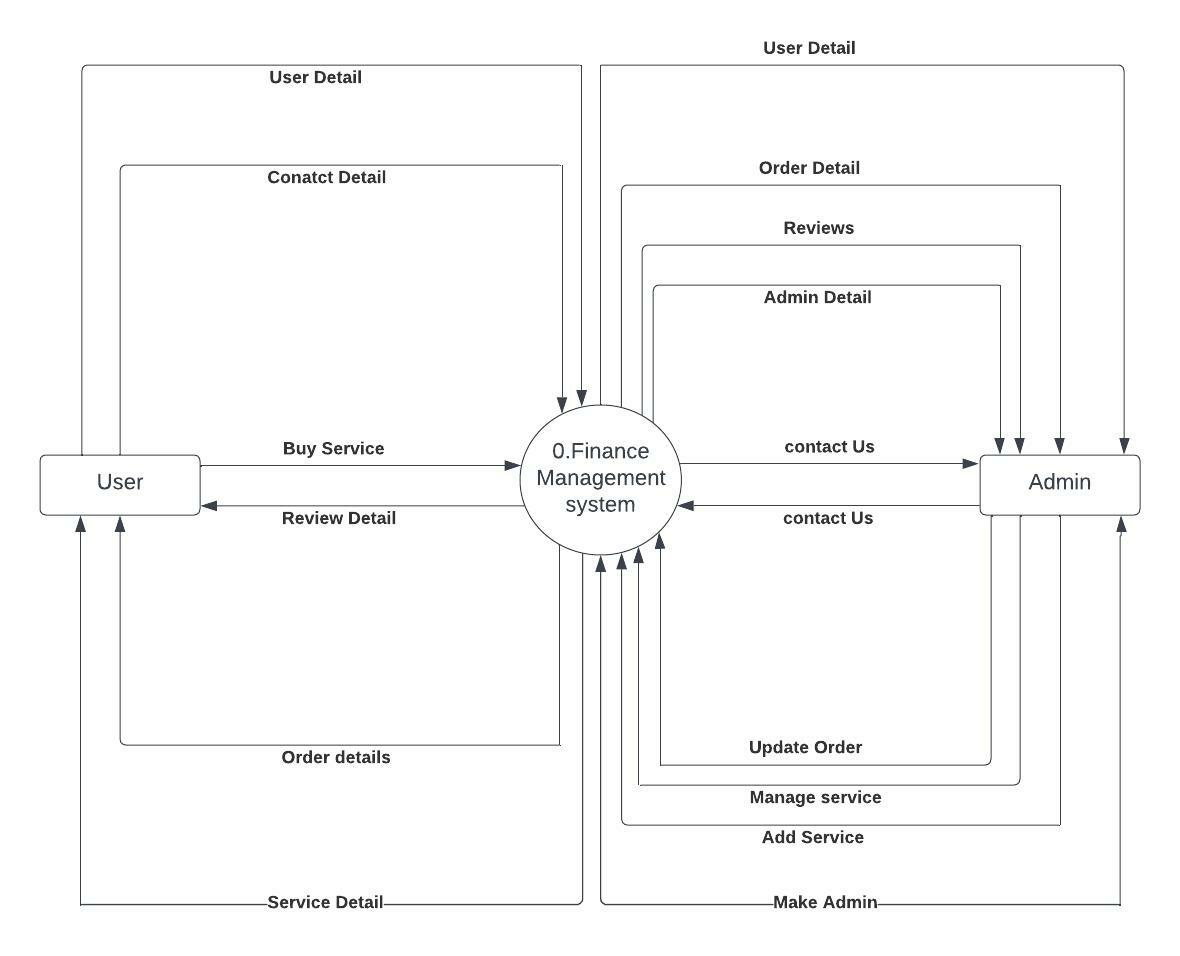 User Detail
User Detail
Conatct Detail
Order Detail
Reviews
Admin Detail
Buy Service
contact Us
0.Finance
Management
system
User
Admin
Review Detail
contact Us
Order details
Update Order
Manage service
Add Service
Service Detail
Make Admin